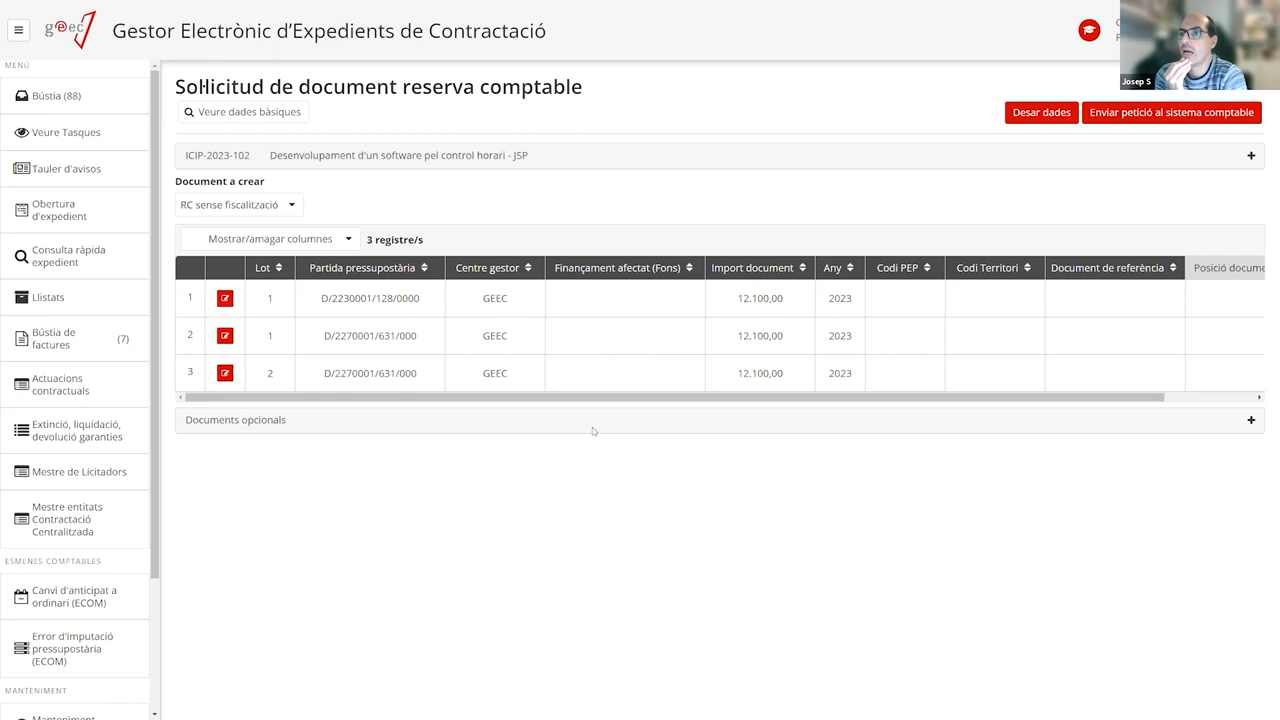 geec
Gestor Electrònic d'Expedients de Contractació
Josep S
MENÚ
Bústia (88)
Veure Tasques
Tauler d'avisos
Obertura
d'expedient
Consulta ràpida
expedient
Llistats
Bústia de
factures
(7)
Actuacions
contractuals
Extinció, liquidació,
devolució garanties
Mestre de Licitadors
Mestre entitats
Contractació
Centralitzada
ESMENES COMPTABLES
Canvi d'anticipat a
ordinari (ECOM)
Error d'imputació
pressupostària
(ECOM)
MANTENIMENT
Manteniment
Sol·licitud de document reserva comptable
Veure dades bàsiques
Desar dades
Enviar petició al sistema comptable
ICIP-2023-102 Desenvolupament d'un software pel control horari - JSP
Document a crear
RC sense fiscalització
Mostrar/amagar columnes 3 registre/s
Lot Partida pressupostària Centre gestor Finançament afectat (Fons) Import document Any Codi PEP Codi Territori Document de referència Posició docume
1 1 D/2230001/128/0000 GEEC 12.100,00 2023
2 1 D/2270001/631/000 GEEC 12.100,00 2023
3 2 D/2270001/631/000 GEEC 12.100,00 2023
Documents opcionals